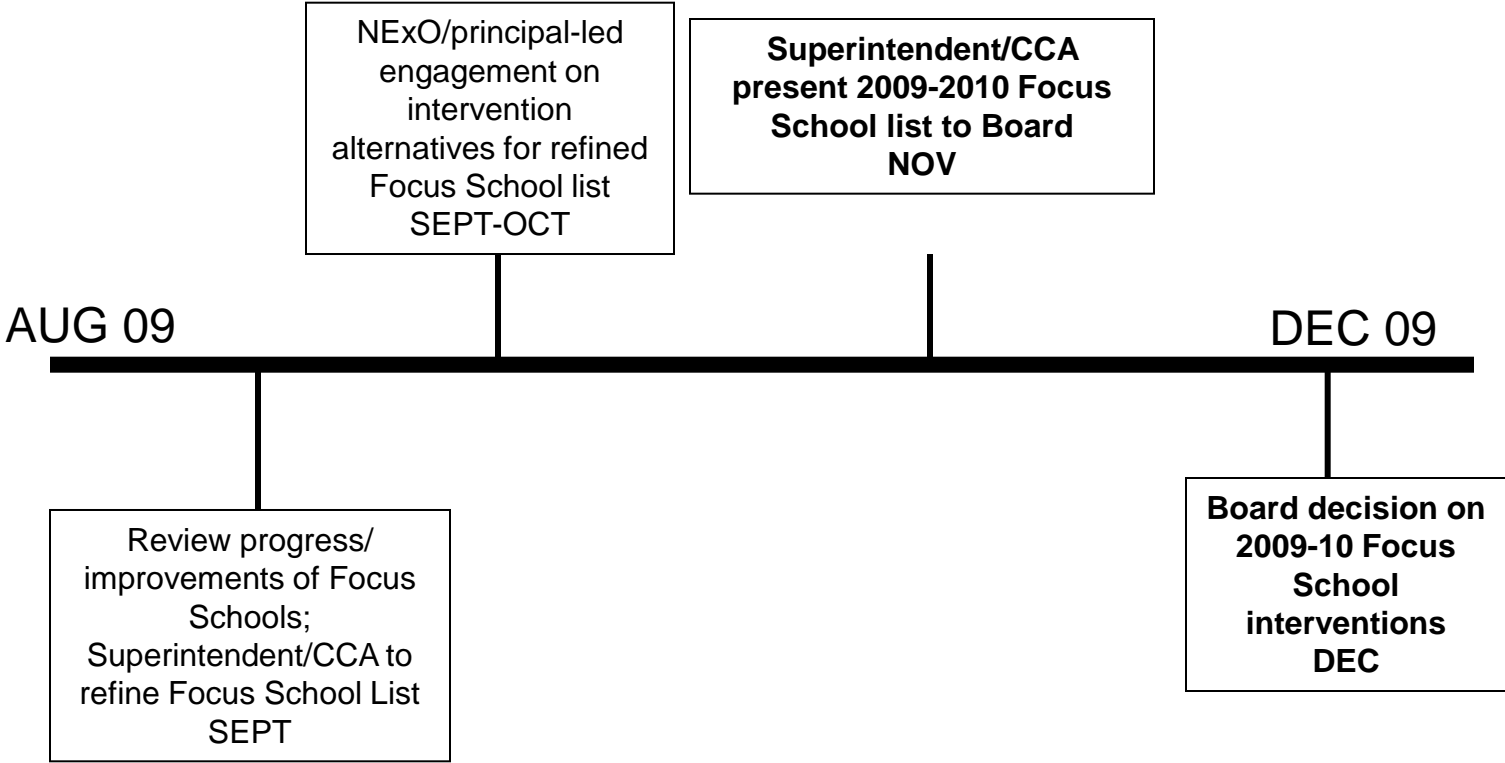 NExO/principal-led
engagement on
intervention
alternatives for refined
Focus School list
SEPT-OCT
Superintendent/CCA
present 2009-2010 Focus
School list to Board
NOV
AUG 09
DEC 09
Review progress/
improvements of Focus
Schools;
Superintendent/CCA to
refine Focus School List
SEPT
Board decision on
2009-10 Focus
School
interventions
DEC